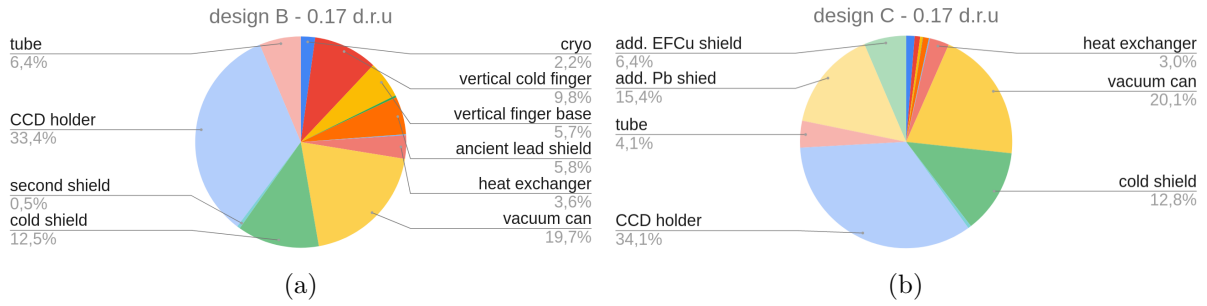 design B - 0.17 d.r.u
tube
6,4%
CCD holder
33,4%
second shield
0,5%
cold shield
12,5%
cryo
2,2%
vertical cold finger
9,8%
vertical finger base
5,7%
ancient lead shield
5,8%
heat exchanger
3,6%
vacuum can
19,7%
(a)
design C - 0.17 d.r.u
add. EFCu shield
6,4%
add. Pb shied
15,4%
tube
4,1%
CCD holder
34,1%
heat exchanger
3,0%
vacuum can
20,1%
cold shield
12,8%
(b)